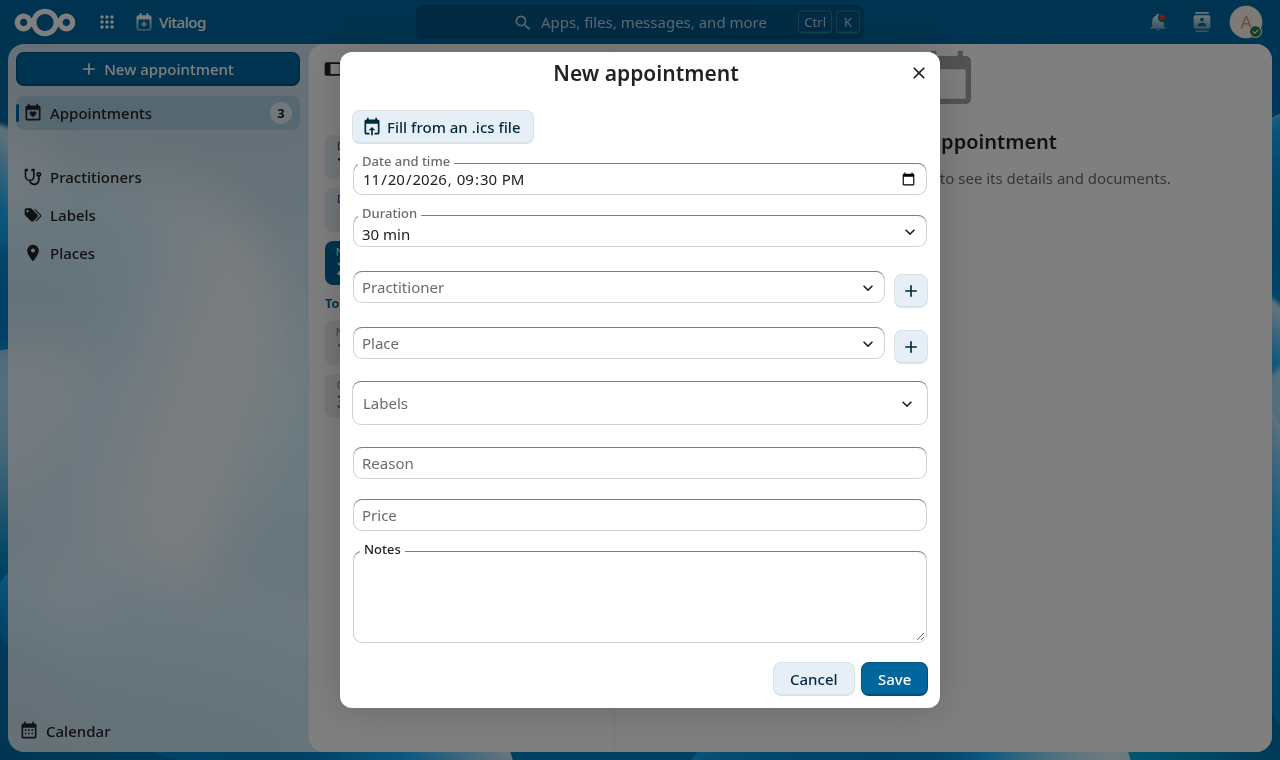 Vitalog
Apps, files, messages, and more
Ctrl
K
A
New appointment
Appointments
3
Practitioners
Labels
Places
Calendar
To
ppointment
to see its details and documents.
New appointment
Fill from an .ics file
Date and time
11/20/2026, 09:30 PM
Duration
30 min
Practitioner
Place
Labels
Reason
Price
Notes
Cancel
Save